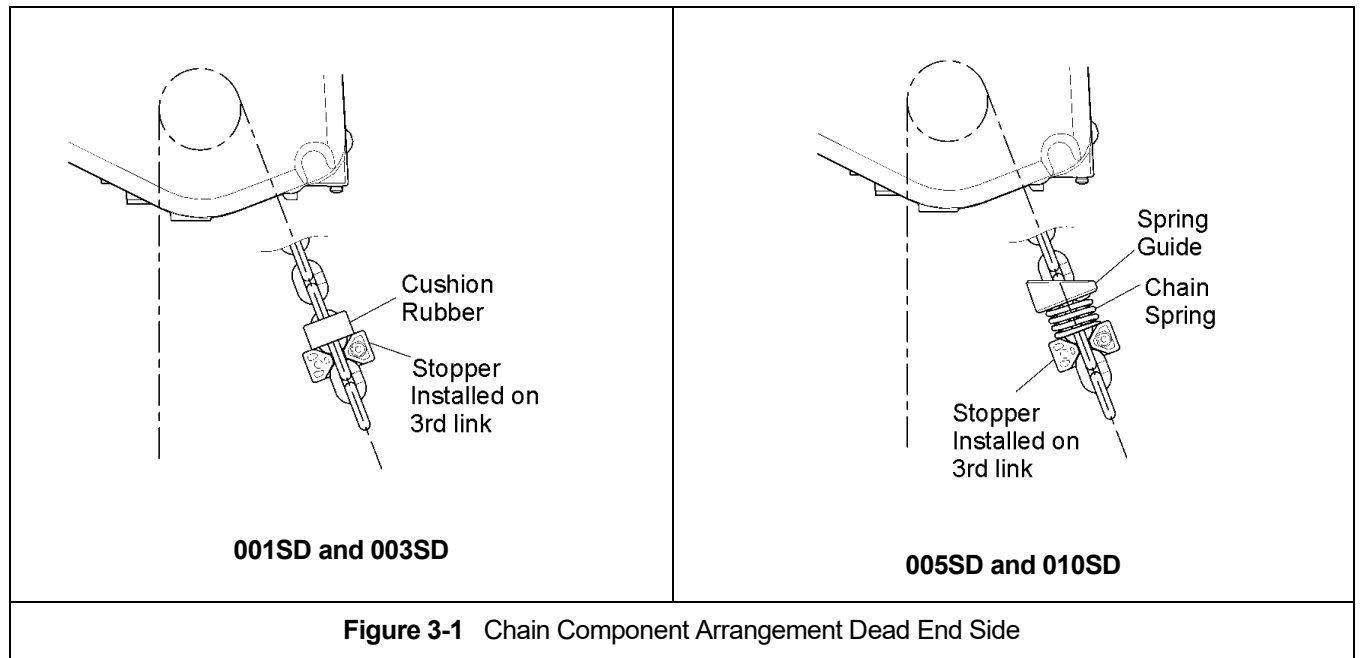 Cushion
Rubber
Stopper
Installed on
3rd link
001SD and 003SD
Spring
Guide
Chain
Spring
Stopper
Installed on
3rd link
005SD and 010SD
Figure 3-1 Chain Component Arrangement Dead End Side